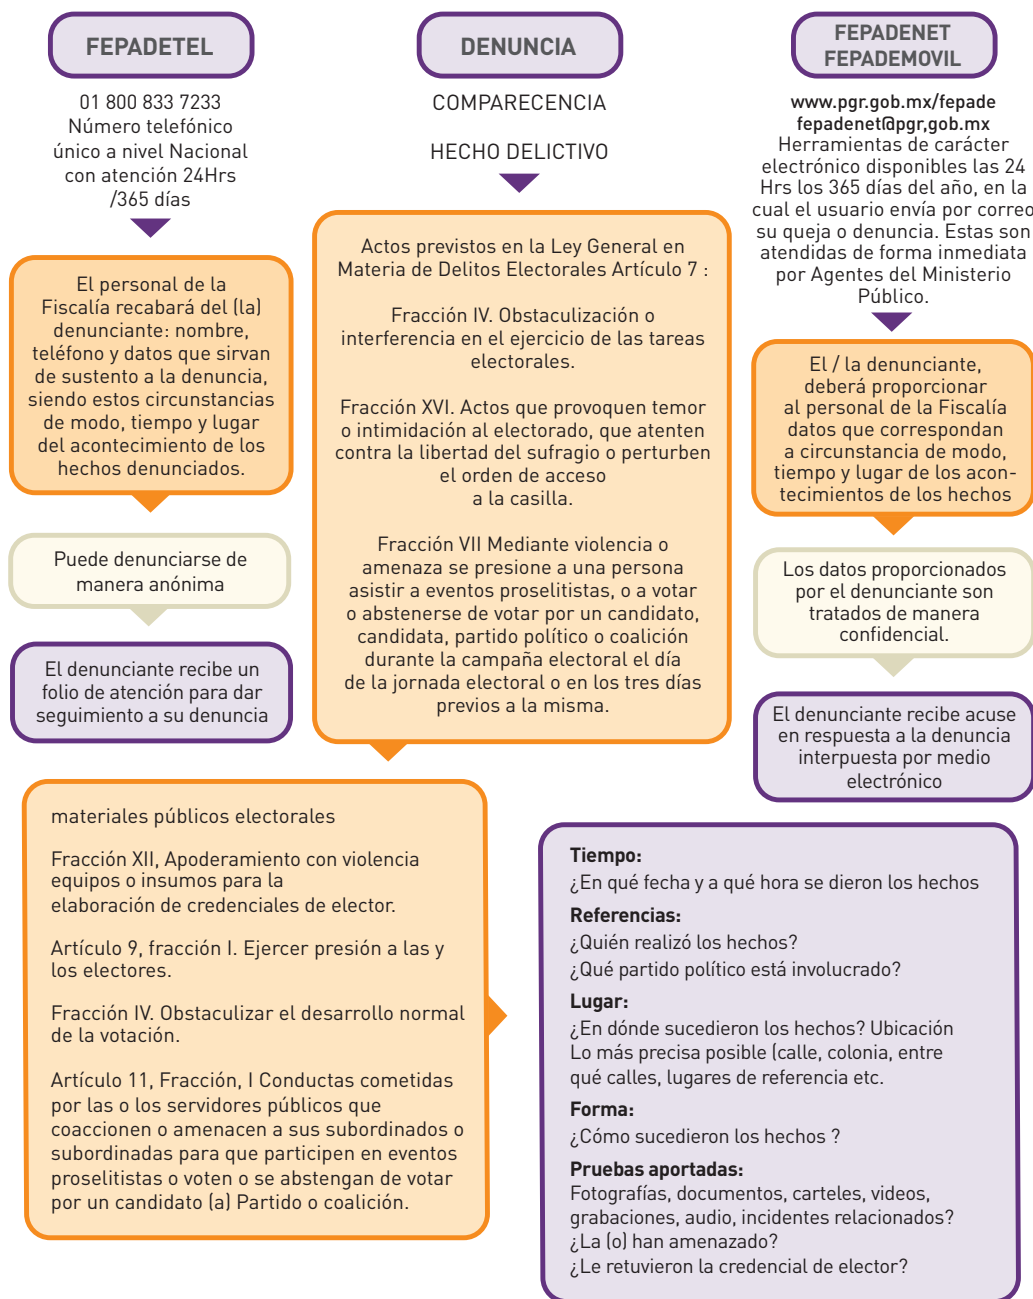 FEPADETEL
01 800 833 7233
Número telefónico
único a nivel Nacional
con atención 24Hrs
/365 días
El personal de la
Fiscalía recabará del (la)
denunciante: nombre,
teléfono y datos que sirvan
de sustento a la denuncia,
siendo estos circunstancias
de modo, tiempo y lugar
del acontecimiento de los
hechos denunciados.
Puede denunciarse de
manera anónima
El denunciante recibe un
folio de atención para dar
seguimiento a su denuncia
DENUNCIA
COMPARECENCIA
HECHO DELICTIVO
Actos previstos en la Ley General en
Materia de Delitos Electorales Artículo 7 :
Fracción IV. Obstaculización o
interferencia en el ejercicio de las tareas
electorales.
Fracción XVI. Actos que provoquen temor
o intimidación al electorado, que atenten
contra la libertad del sufragio o perturben
el orden de acceso
a la casilla.
Fracción VII Mediante violencia o
amenaza se presione a una persona
asistir a eventos proselitistas, o a votar
o abstenerse de votar por un candidato,
candidata, partido político o coalición
durante la campaña electoral el día
de la jornada electoral o en los tres días
previos a la misma.
FEPADENET
FEPADEMOVIL
www.pgr.gob.mx/fepade
fepadenet@pgr,gob.mx
Herramientas de carácter
electrónico disponibles las 24
Hrs los 365 días del año, en la
cual el usuario envía por correo
su queja o denuncia. Estas son
atendidas de forma inmediata
por Agentes del Ministerio
Público.
El / la denunciante,
deberá proporcionar
al personal de la Fiscalía
datos que correspondan
a circunstancia de modo,
tiempo y lugar de los acon-
tecimientos de los hechos
Los datos proporcionados
por el denunciante son
tratados de manera
confidencial.
El denunciante recibe acuse
en respuesta a la denuncia
interpuesta por medio
electrónico
materiales públicos electorales
Fracción XII, Apoderamiento con violencia
equipos o insumos para la
elaboración de credenciales de elector.
Artículo 9, fracción I. Ejercer presión a las y
los electores.
Fracción IV. Obstaculizar el desarrollo normal
de la votación.
Artículo 11, Fracción, I Conductas cometidas
por las o los servidores públicos que
coaccionen o amenacen a sus subordinados o
subordinadas para que participen en eventos
proselitistas o voten o se abstengan de votar
por un candidato (a) Partido o coalición.
Tiempo:
¿En qué fecha y a qué hora se dieron los hechos
Referencias:
¿Quién realizó los hechos?
¿Qué partido político está involucrado?
Lugar:
¿En dónde sucedieron los hechos? Ubicación
Lo más precisa posible (calle, colonia, entre
qué calles, lugares de referencia etc.
Forma:
¿Cómo sucedieron los hechos ?
Pruebas aportadas:
Fotografías, documentos, carteles, videos,
grabaciones, audio, incidentes relacionados?
¿La (o) han amenazado?
¿Le retuvieron la credencial de elector?